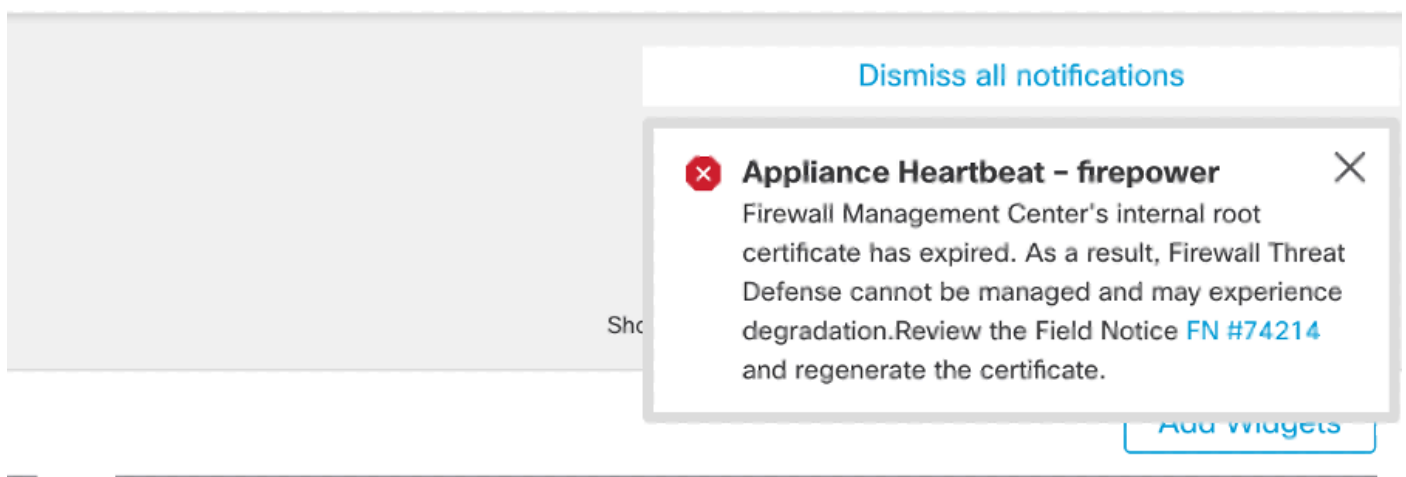 Dismiss all notifications
Appliance Heartbeat – firepower
Firewall Management Center's internal root
certificate has expired. As a result, Firewall Threat
Defense cannot be managed and may experience
Sho
degradation.Review the Field Notice FN #74214
and regenerate the certificate.
Add Widgets